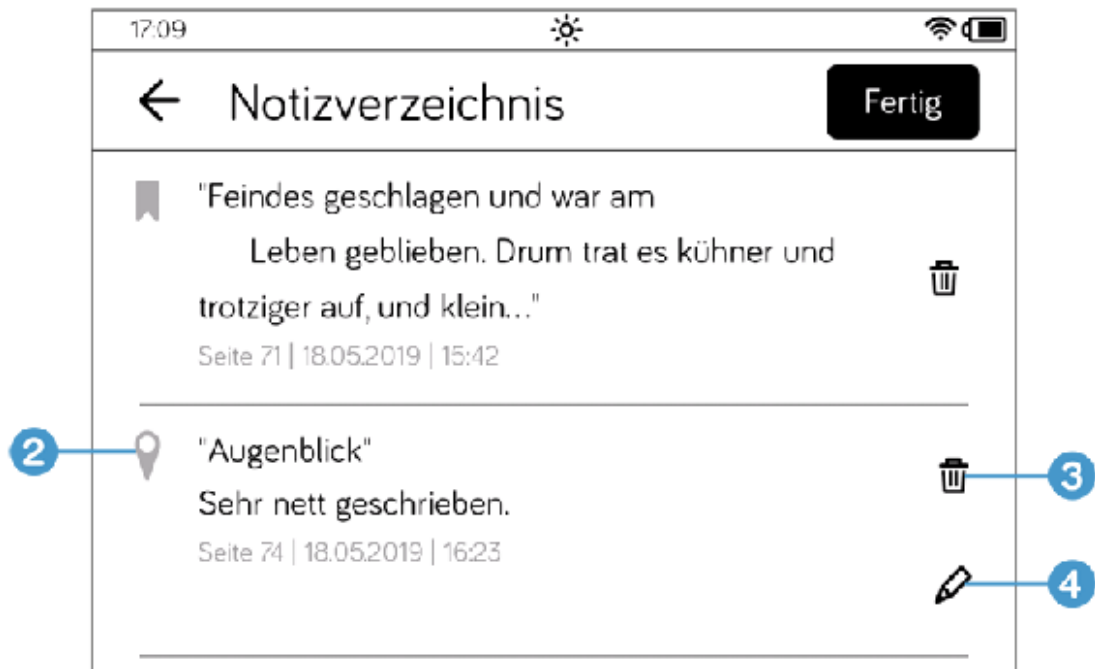 17:09
Notizverzeichnis
Fertig
"Feindes geschlagen und war am
Leben geblieben. Drum trat es kühner und
trotziger auf, und klein..."
Seite 71 | 18.05.2019 | 15:42
2
"Augenblick"
3
Sehr nett geschrieben.
Seite 74 | 18.05.2019 | 16:23
4